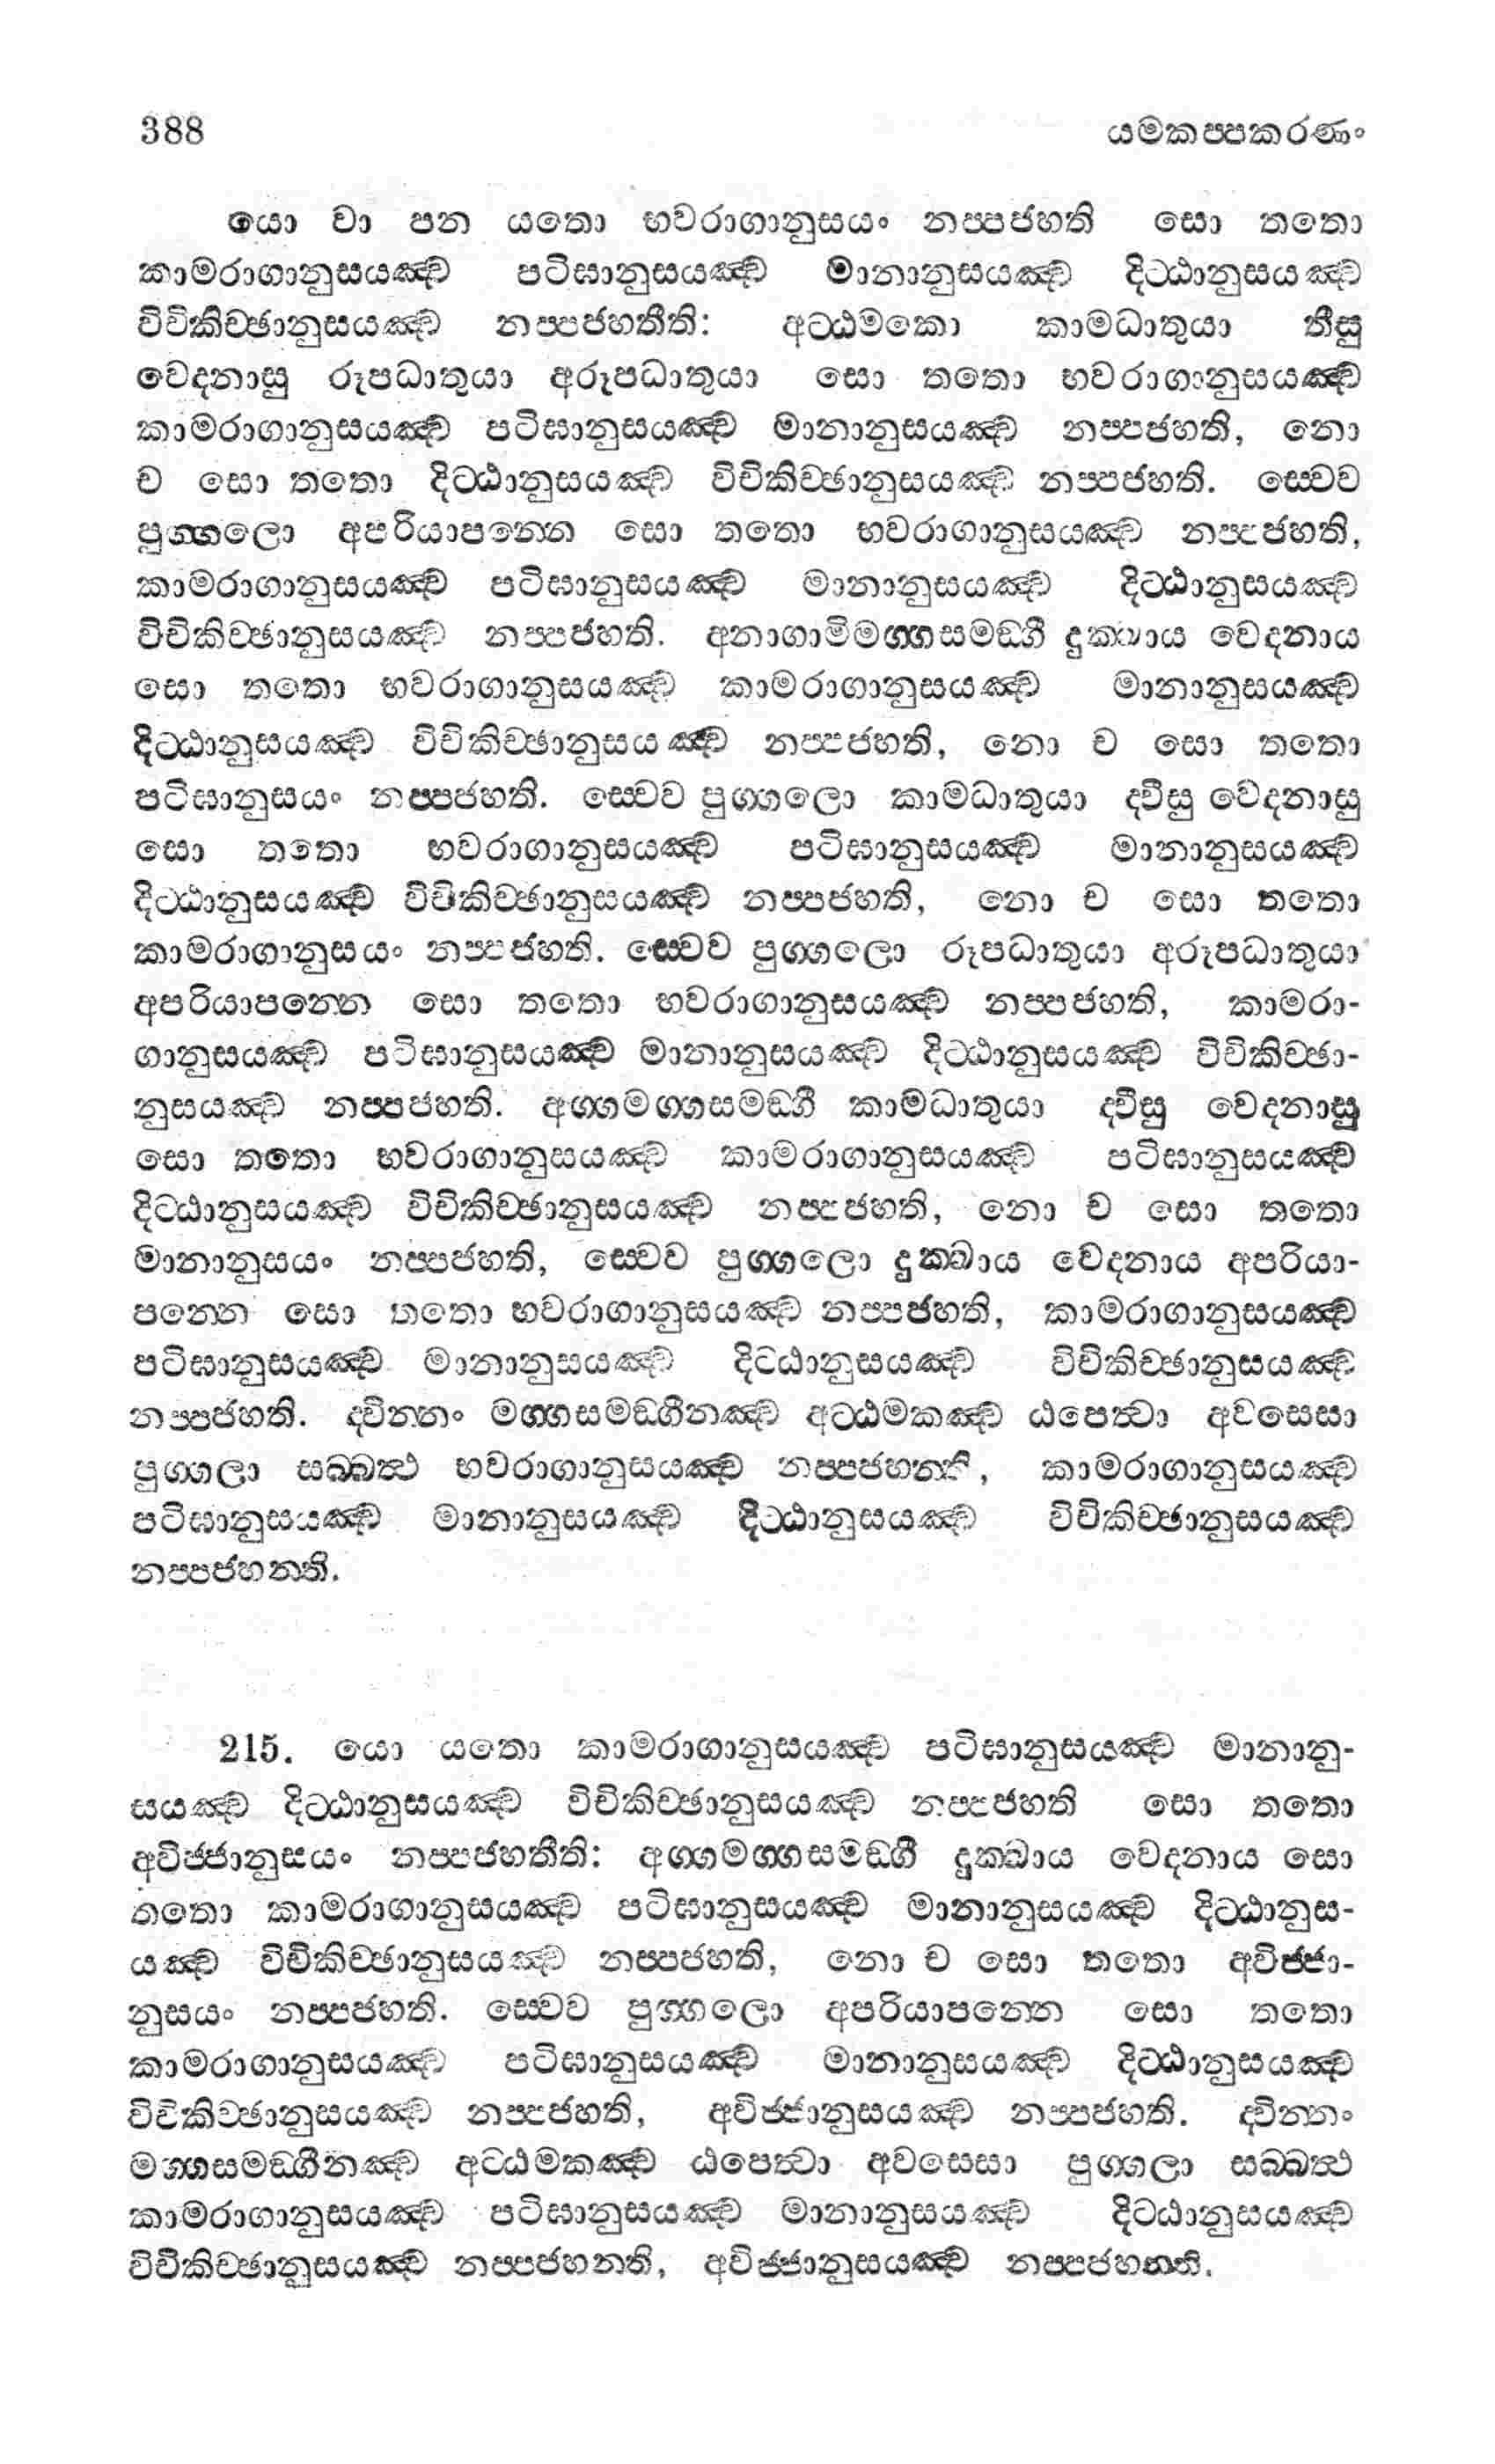 388 යමකප්පකරණං
යො වා පන යතො භවරාගානුසයං නප්පජහති සො තතො
කාමරාගානුසයඤ්ච පටිඝානුසයඤ්ච මානානුසයඤ්ච දිට්ඨානුසයඤ්ච
විචිකිච්ඡානුසයඤ්ච නප්පජහතීති: අට්ඨමකො කාමධාතුයා තීසු
වෙදනාසු රූපධාතුයා අරූපධාතුයා සො තතො භවරාගානුසයඤ්ච
කාමරාගානුසයඤ්ච පටිඝානුසයඤ්ච මානානුසයඤ්ච නප්පජහති, නො
ච සො තතො දිට්ඨානුසයඤ්ච විචිකිච්ඡානුසයඤ්ච නප්පජහති. ස්වෙව
පුග්ගලො අපරියාපන්නෙ සො තතො භවරාගානුසයඤ්ච නප්පජහති,
කාමරාගානුසයඤ්ච පටිඝානුසයඤ්ච මානානුසයඤ්ච දිට්ඨානුසයඤ්ච
විචිකිච්ඡානුසයඤ්ච නප්පජහති. අනාගාමිමග්ගසමඞ්ගී දුක්ඛාය වෙදනාය
සො තතො භවරාගානුසයඤ්ච කාමරාගානුසයඤ්ච මානානුසයඤ්ච
දිට්ඨානුසයඤ්ච විචිකිච්ඡානුසයඤ්ච නප්පජහති, නො ච සො තතො
පටිඝානුසයං නප්පජහති. ස්වෙව පුග්ගලො කාමධාතුයා ද්වීසු වෙදනාසු
සො තතො භවරාගානුසයඤ්ච පටිඝානුසයඤ්ච මානානුසයඤ්ච
දිට්ඨානුසයඤ්ච විචිකිච්ඡානුසයඤ්ච නප්පජහති, නො ච සො තතො
කාමරාගානුසයං නප්පජහති. ස්වෙව පුග්ගලො රූපධාතුයා අරූපධාතුයා
අපරියාපන්නෙ සො තතො භවරාගානුසයඤ්ච නප්පජහති, කාමරා-
ගානුසයඤ්ච පටිඝානුසයඤ්ච මානානුසයඤ්ච දිට්ඨානුසයඤ්ච විචිකිච්ඡා-
නුසයඤ්ච නප්පජහති. අග්ගමග්ගසමඞ්ගී කාමධාතුයා ද්වීසු වෙදනාසු
සො තතො භවරාගානුසයඤ්ච කාමරාගානුසයඤ්ච පටිඝානුසයඤ්ච
දිට්ඨානුසයඤ්ච විචිකිච්ඡානුසයඤ්ච නප්පජහති, නො ච සො තතො
මානානුසයං නප්පජහති, ස්වෙව පුග්ගලො දුක්ඛාය වෙදනාය අපරියා-
පන්නෙ සො තතො භවරාගානුසයඤ්ච නප්පජහති, කාමරාගානුසයඤ්ච
පටිඝානුසයඤ්ච මානානුසයඤ්ච දිට්ඨානුසයඤ්ච විචිකිච්ඡානුසයඤ්ච
නප්පජහති. ද්වින්නං මග්ගසමඞ්ගීනඤ්ච අට්ඨමකඤ්ච ඨපෙත්වා අවසෙසා
පුග්ගලා සබ්බත්ථ භවරාගානුසයඤ්ච නප්පජහන්ති, කාමරාගානුසයඤ්ච
පටිඝානුසයඤ්ච මානානුසයඤ්ච දිට්ඨානුසයඤ්ච විචිකිච්ඡානුසයඤ්ච
නප්පජහන්ති.
215. යො යතො කාමරාගානුසයඤ්ච පටිඝානුසයඤ්ච මානානු-
සයඤ්ච දිට්ඨානුසයඤ්ච විචිකිච්ඡානුසයඤ්ච නප්පජහති සො තතො
අවිජ්ජානුසයං නප්පජහතීති: අග්ගමග්ගසමඞ්ගී දුක්ඛාය වෙදනාය සො
තතො කාමරාගානුසයඤ්ච පටිඝානුසයඤ්ච මානානුසයඤ්ච දිට්ඨානුස-
යඤ්ච විචිකිච්ඡානුසයඤ්ච නප්පජහති, නො ච සො තතො අවිජ්ජා-
නුසයං නප්පජහති. ස්වෙව පුග්ගලො අපරියාපන්නෙ සො තතො
කාමරාගානුසයඤ්ච පටිඝානුසයඤ්ච මානානුසයඤ්ච දිට්ඨානුසයඤ්ච
විචිකිච්ඡානුසයඤ්ච නප්පජහති, අවිජ්ජානුසයඤ්ච නප්පජහති. ද්වින්නං
මග්ගසමඞ්ගීනඤ්ච අට්ඨමකඤ්ච ඨපෙත්වා අවසෙසා පුග්ගලා සබ්බත්ථ
කාමරාගානුසයඤ්ච පටිඝානුසයඤ්ච මානානුසයඤ්ච දිට්ඨානුසයඤ්ච
විචිකිච්ඡානුසයඤ්ච නප්පජහන්ති, අවිජ්ජානුසයඤ්ච නප්පජහන්ති.